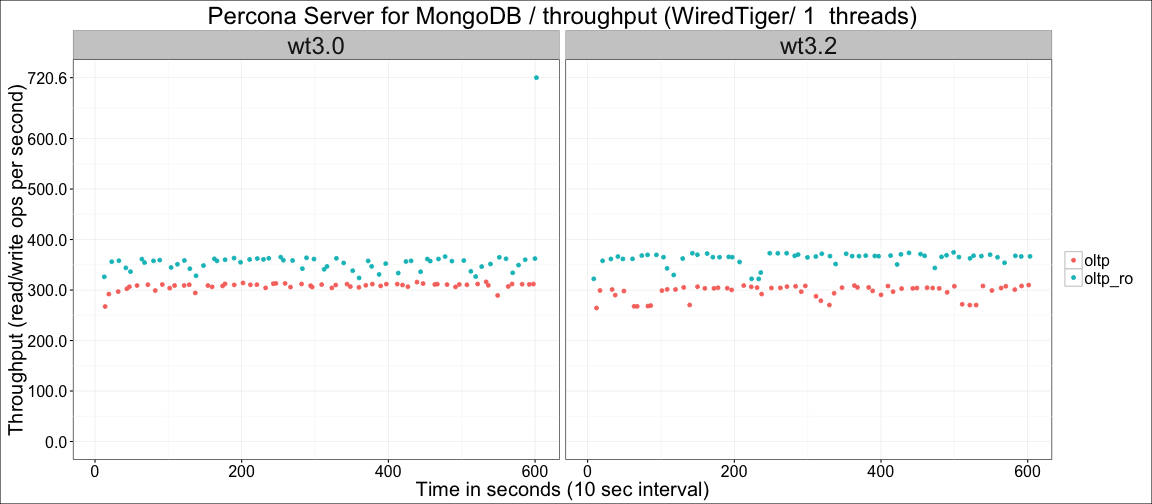 Percona Server for MongoDB / throughput (WiredTiger/ 1  threads)
wt3.0
wt3.2
Throughput (read/write ops per second)
720.6
600.0
500.0
400.0
300.0
200.0
100.0
0.0
0 200 400 600
0 200 400 600
Time in seconds (10 sec interval)
oltp
oltp_ro